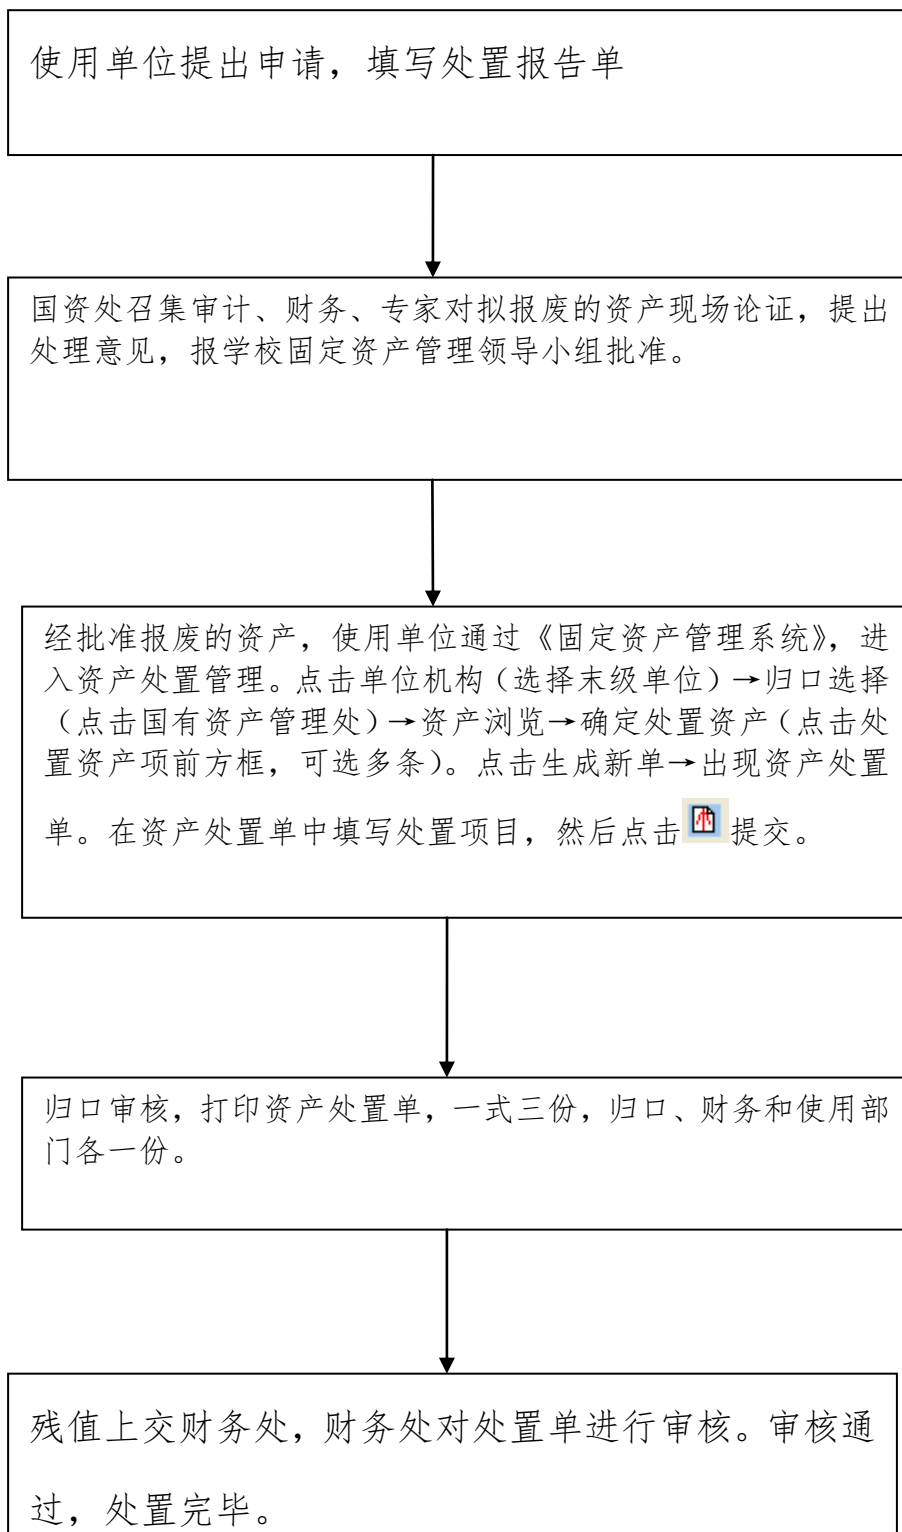 使用单位提出申请，填写处置报告单
国资处召集审计、财务、专家对拟报废的资产现场论证，提出
处理意见，报学校固定资产管理领导小组批准。
经批准报废的资产，使用单位通过《固定资产管理系统》，进
入资产处置管理。点击单位机构（选择末级单位）→归口选择
（点击国有资产管理处）→资产浏览→确定处置资产（点击处
置资产项前方框，可选多条）。点击生成新单→出现资产处置
单。在资产处置单中填写处置项目，然后点击提交。
归口审核，打印资产处置单，一式三份，归口、财务和使用部
门各一份。
残值上交财务处，财务处对处置单进行审核。审核通
过，处置完毕。